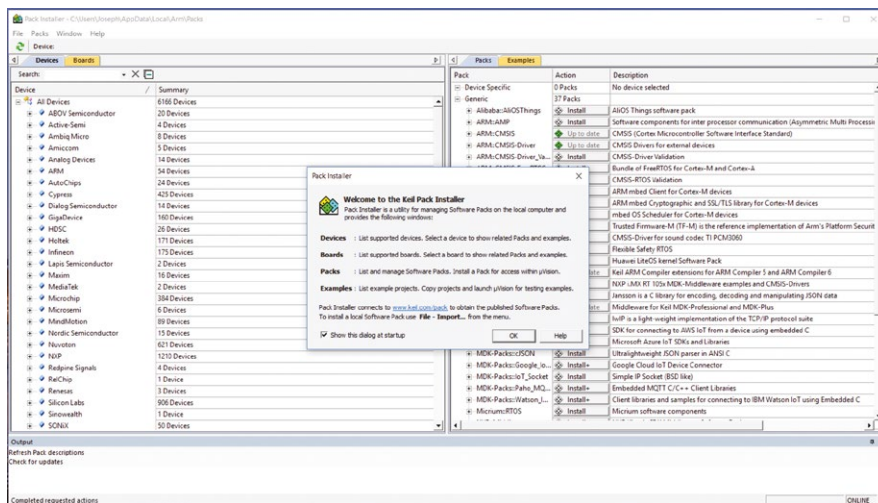 Pack Installer - C:\Users\Joseph\AppData\Local\Arm\Packs
File Packs Window Help
Device:
Devices Boards
Search:
Device / Summary
All Devices 6166 Devices
ABOV Semiconductor 20 Devices
Active-Semi 4 Devices
Ambiq Micro 8 Devices
Amiccom 5 Devices
Analog Devices 14 Devices
ARM 54 Devices
AutoChips 24 Devices
Cypress 423 Devices
Dialog Semiconductor 14 Devices
GigaDevice 160 Devices
HDSC 26 Devices
Holtek 171 Devices
Infineon 175 Devices
Lapis Semiconductor 2 Devices
Maxim 16 Devices
MediaTek 2 Devices
Microchip 384 Devices
Microsemi 6 Devices
MindMotion 89 Devices
Nordic Semiconductor 15 Devices
Nuvoton 621 Devices
NXP 1210 Devices
Redpine Signals 4 Devices
RelChip 1 Device
Renesas 3 Devices
Silicon Labs 906 Devices
Sinowealth 1 Device
SONiX 50 Devices
Packs Examples
Pack Action Description
Device Specific 0 Packs No device selected
Generic 37 Packs
Alibaba::AliOSThings Install AliOS Things software pack
ARM::AMP Install Software components for inter processor communication (Asymmetric Multi Processi
ARM::CMSIS Up to date CMSIS (Cortex Microcontroller Software Interface Standard)
ARM::CMSIS-Driver Up to date CMSIS Drivers for external devices
ARM::CMSIS-Driver_Va... Install CMSIS-Driver Validation
Bundle of FreeRTOS for Cortex-M and Cortex-A
CMSIS-RTOS Validation
ARM mbed Client for Cortex-M devices
ARM mbed Cryptographic and SSL/TLS library for Cortex-M devices
mbed OS Scheduler for Cortex-M devices
Trusted Firmware-M (TF-M) is the reference implementation of Arm's Platform Securit
CMSIS-Driver for sound codec TI PCM3060
Flexible Safety RTOS
Huawei LiteOS kernel Software Pack
Keil ARM Compiler extensions for ARM Compiler 5 and ARM Compiler 6
NXP i.MX RT 105x MDK-Middleware examples and CMSIS-Drivers
Jansson is a C library for encoding, decoding and manipulating JSON data
Middleware for Keil MDK-Professional and MDK-Plus
lwIP is a light-weight implementation of the TCP/IP protocol suite
SDK for connecting to AWS IoT from a device using embedded C
Microsoft Azure IoT SDKs and Libraries
MDK-Packs::cJSON Install Ultralightweight JSON parser in ANSI C
MDK-Packs::Google_Io... Install+ Google Cloud IoT Device Connector
MDK-Packs::IoT_Socket Install Simple IP Socket (BSD like)
MDK-Packs::Paho_MQ... Install+ Embedded MQTT C/C++ Client Libraries
MDK-Packs::Watson_I... Install+ Client libraries and samples for connecting to IBM Watson IoT using Embedded C
Micrium::RTOS Install+ Micrium software components
Pack Installer
Welcome to the Keil Pack Installer
Pack Installer is a utility for managing Software Packs on the local computer and
provides the following windows:
Devices : List supported devices. Select a device to show related Packs and examples.
Boards : List supported boards. Select a board to show related Packs and Examples.
Packs : List and manage Software Packs. Install a Pack for access within µVision.
Examples : List example projects. Copy projects and launch µVision for testing examples.
Pack Installer connects to www.keil.com/pack to obtain the published Software Packs.
To install a local Software Pack use File - Import... from the menu.
Show this dialog at startup
OK Help
Output
Refresh Pack descriptions
Check for updates
Completed requested actions ONLINE